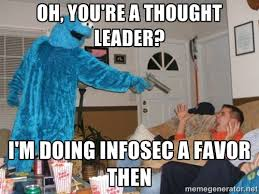 OH, YOU'RE A THOUGHT
LEADER?
I'M DOING INFOSEC A FAVOR
THEN
memegenerator.net